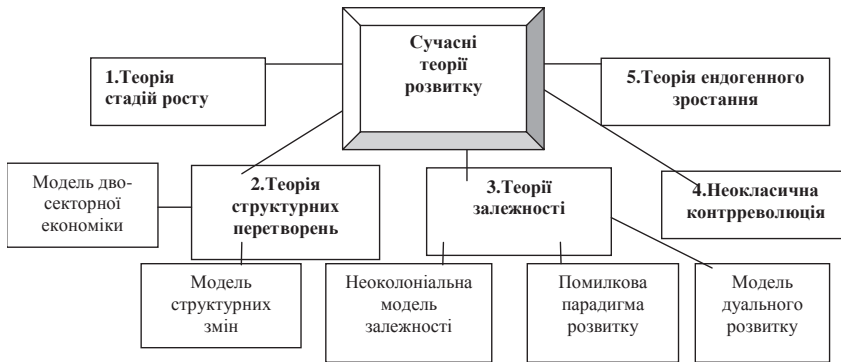 Сучасні
теорії
розвитку
1.Теорія
стадій росту
5.Теорія ендогенного
зростання
Модель дво-
секторної
економіки
2.Теорія
структурних
перетворень
3.Теорії
залежності
4.Неокласична
контрреволюція
Модель
структурних
змін
Неоколоніальна
модель
залежності
Помилкова
парадигма
розвитку
Модель
дуального
розвитку